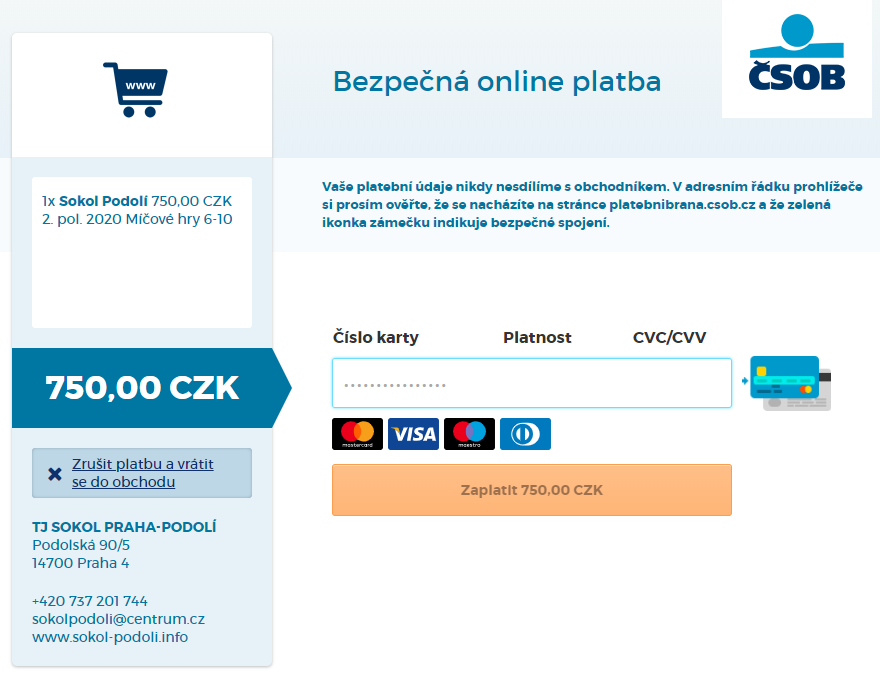 www
Bezpečná online platba
ČSOB
1x Sokol Podolí 750,00 CZK
2. pol. 2020 Míčové hry 6-10
Vaše platební údaje nikdy nesdílíme s obchodníkem. V adresním řádku prohlížeče
si prosím ověřte, že se nacházíte na stránce platebnibrana.csob.cz a že zelená
ikonka zámečku indikuje bezpečné spojení.
Číslo karty Platnost CVC/CVV
750,00 CZK
................
mastercard VISA maestro
Zrušit platbu a vrátit
se do obchodu
Zaplatit 750,00 CZK
TJ SOKOL PRAHA-PODOLÍ
Podolská 90/5
14700 Praha 4
+420 737 201 744
sokolpodoli@centrum.cz
www.sokol-podoli.info